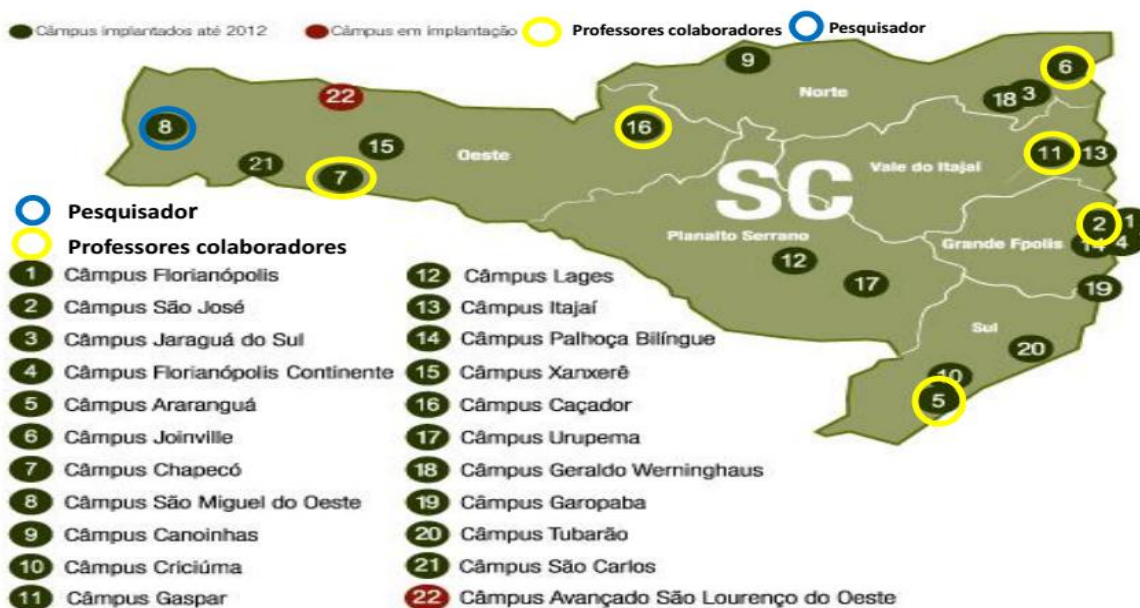 Câmpus implantados até 2012 Câmpus em implantação Professores colaboradores Pesquisador
9
6
22
Norte
18 3
8
16
15
Oeste
11 13
21
Vale do Itajaí
7
SC
Pesquisador
2 1
Planalto Serrano
Grande Fpolis
14 4
Professores colaboradores
12
17
19
Sul
20
10
5
1 Câmpus Florianópolis
2 Câmpus São José
3 Câmpus Jaraguá do Sul
4 Câmpus Florianópolis Continente
5 Câmpus Araranguá
6 Câmpus Joinville
7 Câmpus Chapecó
8 Câmpus São Miguel do Oeste
9 Câmpus Canoinhas
10 Câmpus Criciúma
11 Câmpus Gaspar
12 Câmpus Lages
13 Câmpus Itajaí
14 Câmpus Palhoça Bilíngue
15 Câmpus Xanxerê
16 Câmpus Caçador
17 Câmpus Urupema
18 Câmpus Geraldo Werninghaus
19 Câmpus Garopaba
20 Câmpus Tubarão
21 Câmpus São Carlos
22 Câmpus Avançado São Lourenço do Oeste